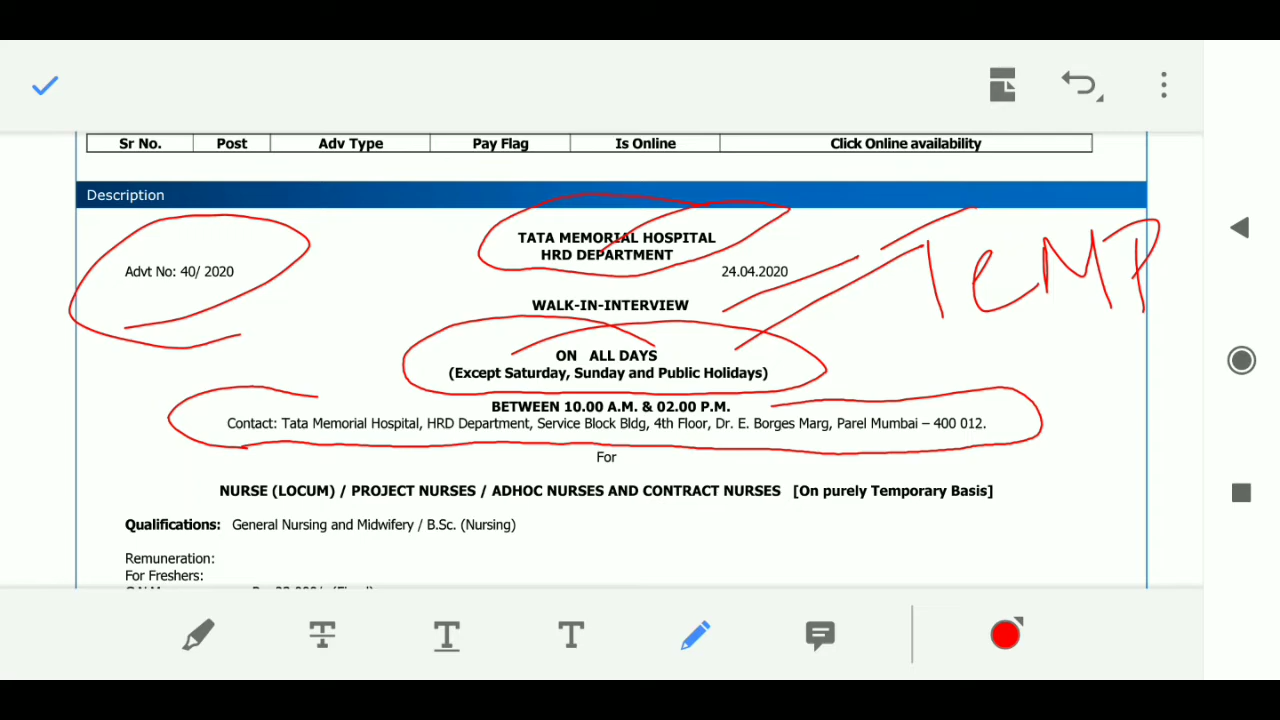 Sr No. Post Adv Type Pay Flag Is Online Click Online availability
Description
TATA MEMORIAL HOSPITAL
HRD DEPARTMENT
Advt No: 40/ 2020 24.04.2020
TeMP
WALK-IN-INTERVIEW
ON ALL DAYS
(Except Saturday, Sunday and Public Holidays)
BETWEEN 10.00 A.M. & 02.00 P.M.
Contact: Tata Memorial Hospital, HRD Department, Service Block Bldg, 4th Floor, Dr. E. Borges Marg, Parel Mumbai – 400 012.
For
NURSE (LOCUM) / PROJECT NURSES / ADHOC NURSES AND CONTRACT NURSES [On purely Temporary Basis]
Qualifications: General Nursing and Midwifery / B.Sc. (Nursing)
Remuneration:
For Freshers: